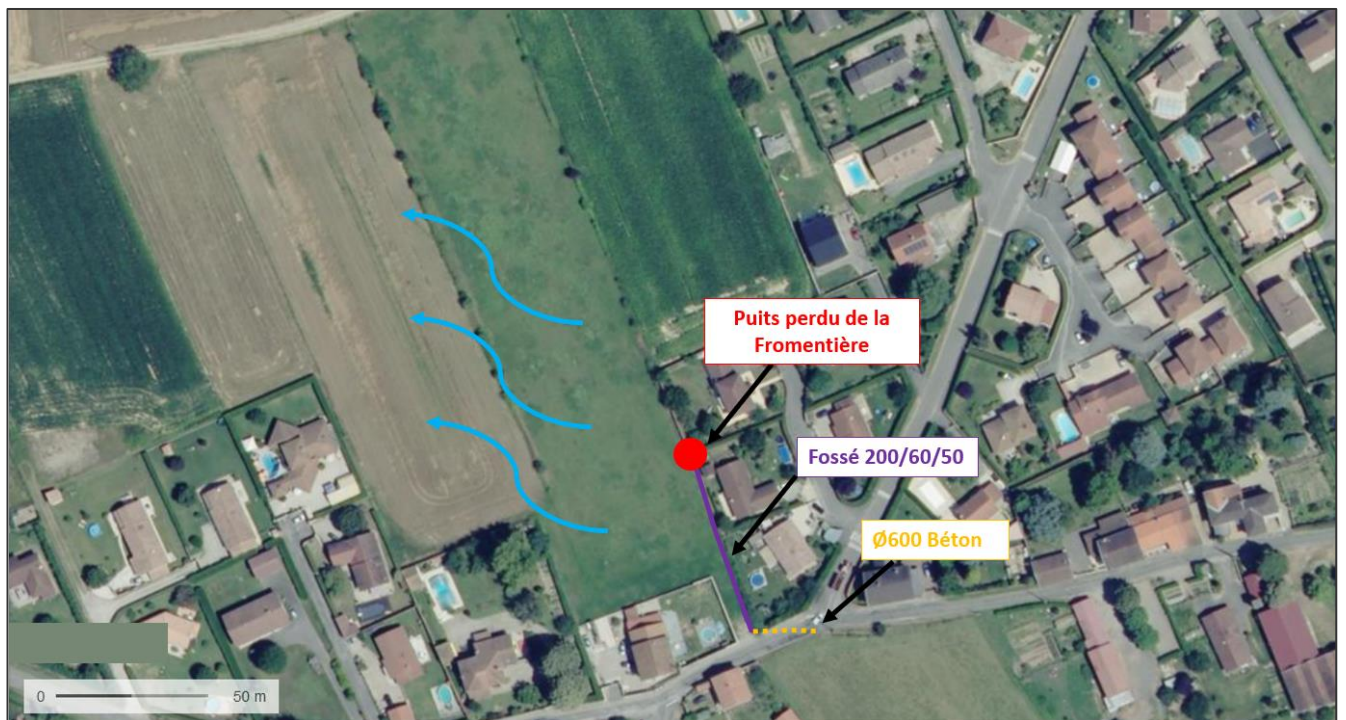 Puits perdu de la
Fromentière
Fossé 200/60/50
Ø600 Béton
0 50 m